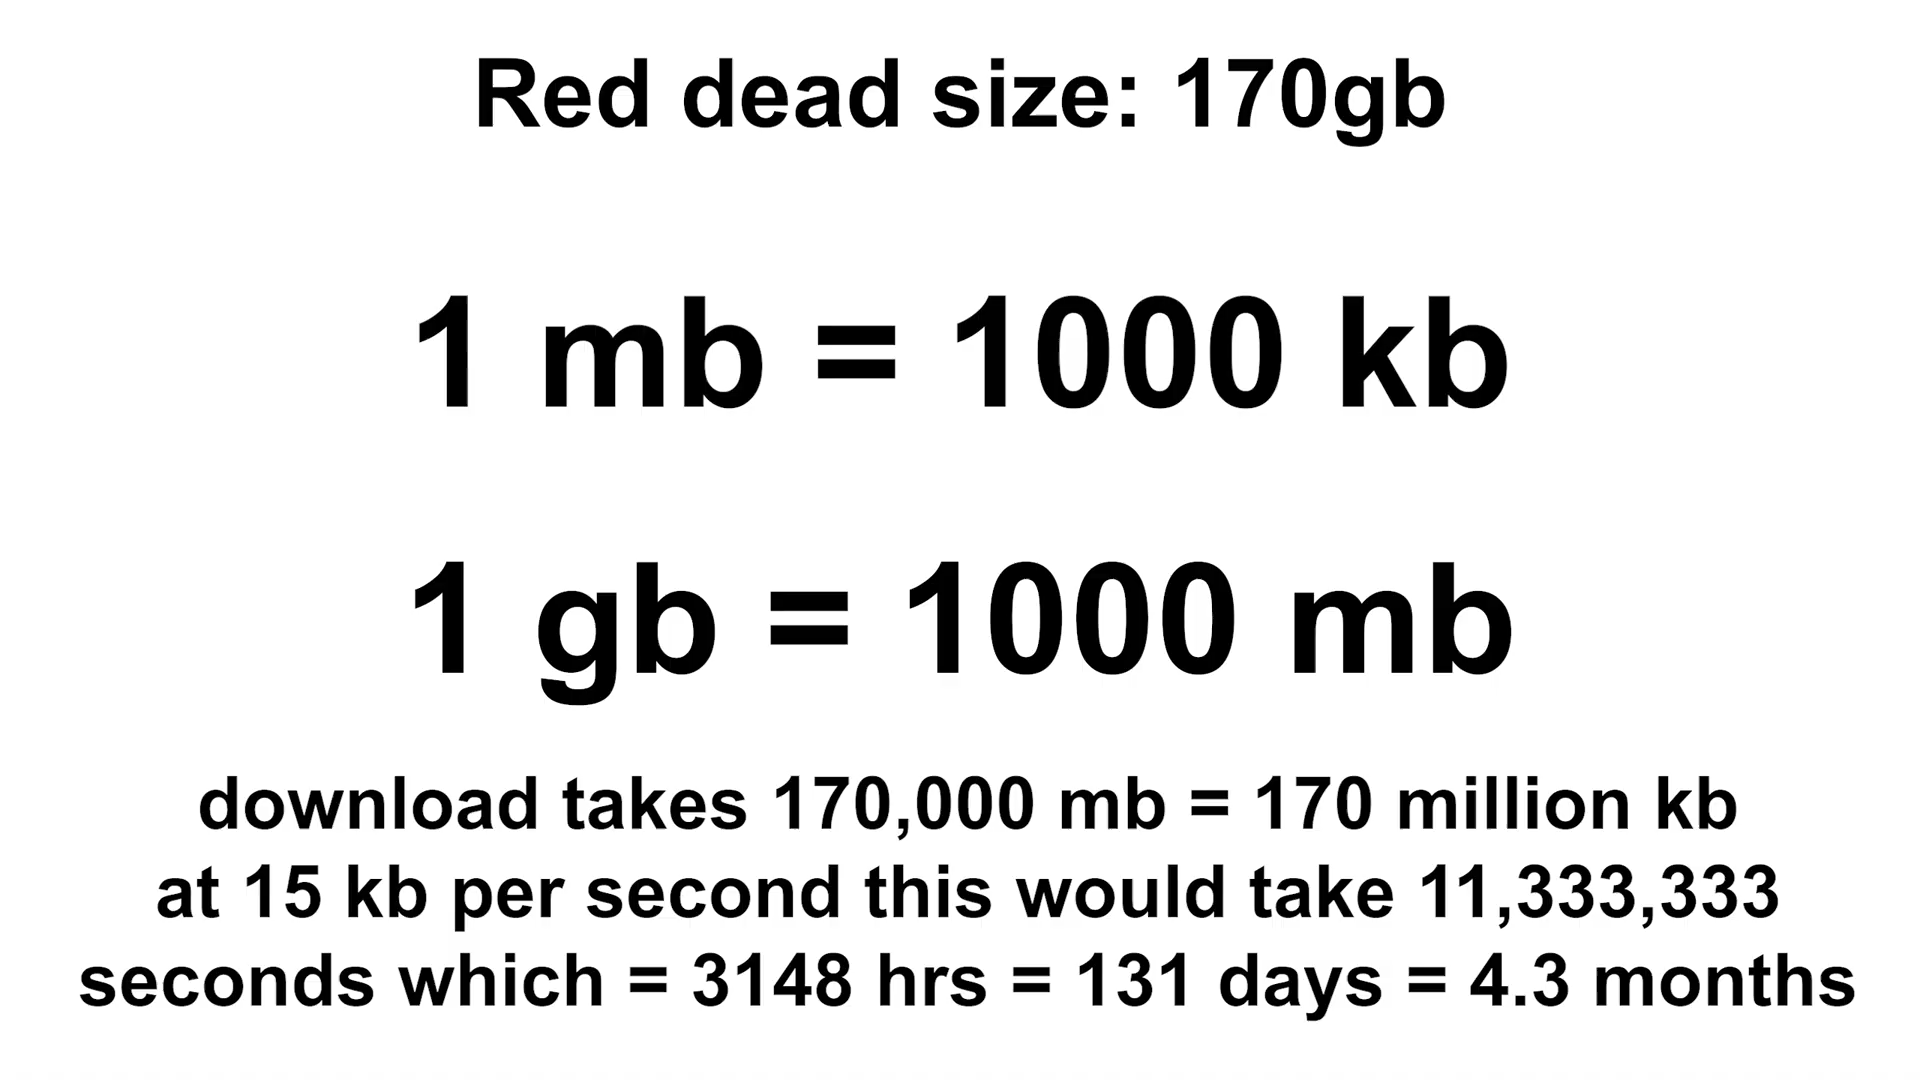 Red dead size: 170gb
1 mb = 1000 kb
1 gb = 1000 mb
download takes 170,000 mb = 170 million kb
at 15 kb per second this would take 11,333,333
seconds which = 3148 hrs = 131 days = 4.3 months